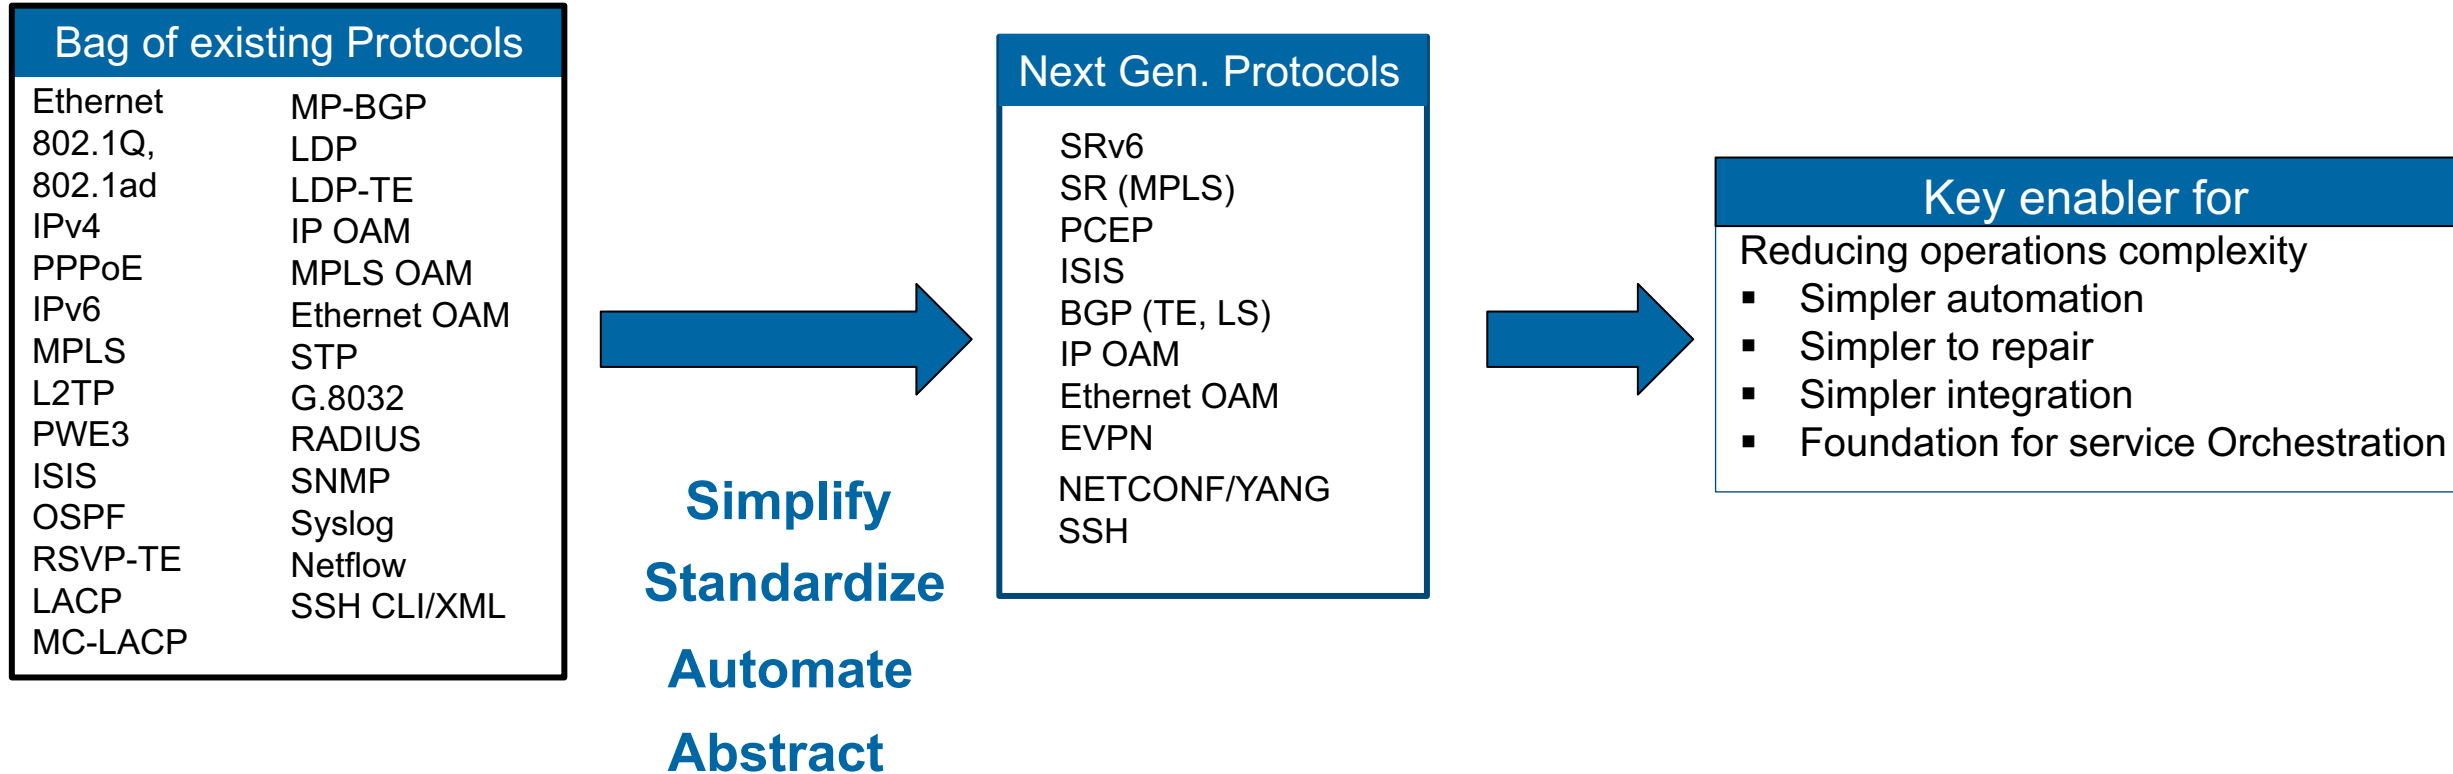 Bag of existing Protocols
Ethernet
802.1Q,
802.1ad
IPv4
PPPoE
IPv6
MPLS
L2TP
PWE3
ISIS
OSPF
RSVP-TE
LACP
MC-LACP
MP-BGP
LDP
LDP-TE
IP OAM
MPLS OAM
Ethernet OAM
STP
G.8032
RADIUS
SNMP
Syslog
Netflow
SSH CLI/XML
Simplify
Standardize
Automate
Abstract
Next Gen. Protocols
SRv6
SR (MPLS)
PCEP
ISIS
BGP (TE, LS)
IP OAM
Ethernet OAM
EVPN
NETCONF/YANG
SSH
Key enabler for
Reducing operations complexity
▪ Simpler automation
▪ Simpler to repair
▪ Simpler integration
▪ Foundation for service Orchestration